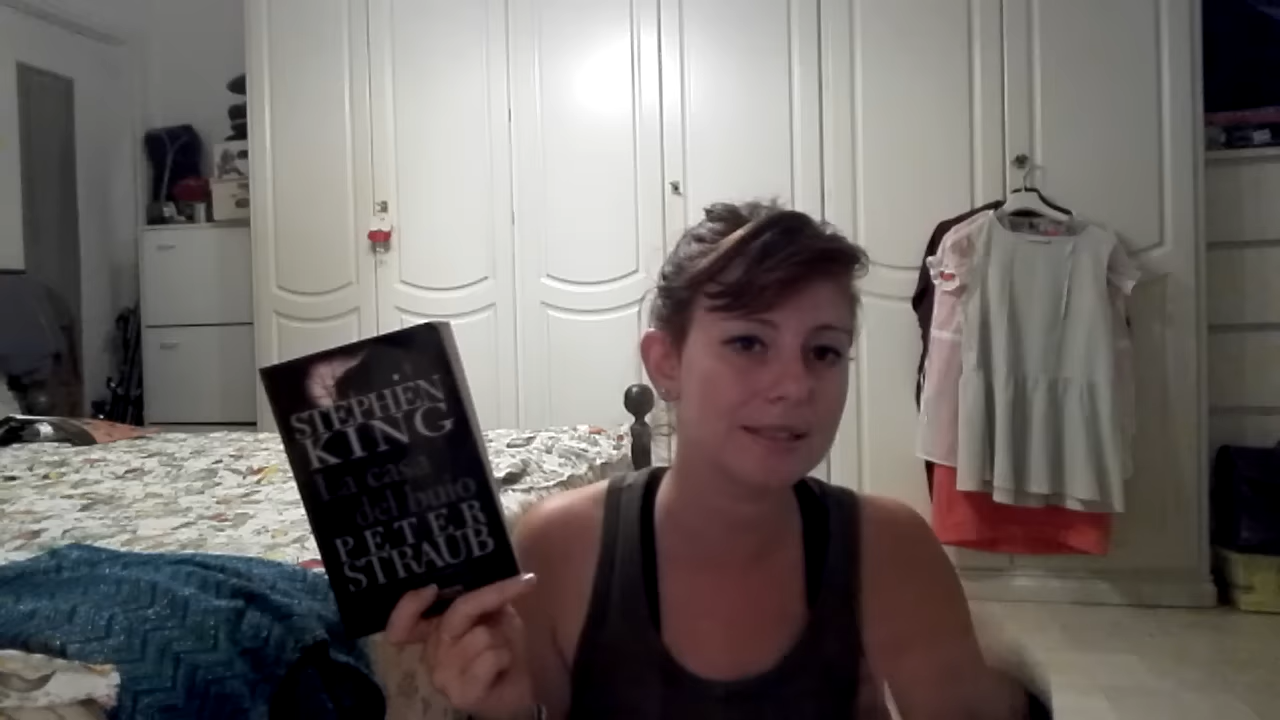 STEPHEN
KING
La casa
del buio
PETER
STRAUB